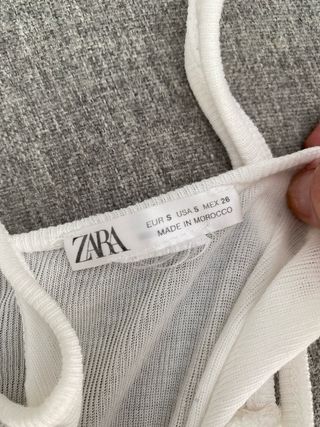 ZARA
EUR S USA S MEX 26
MADE IN MOROCCO